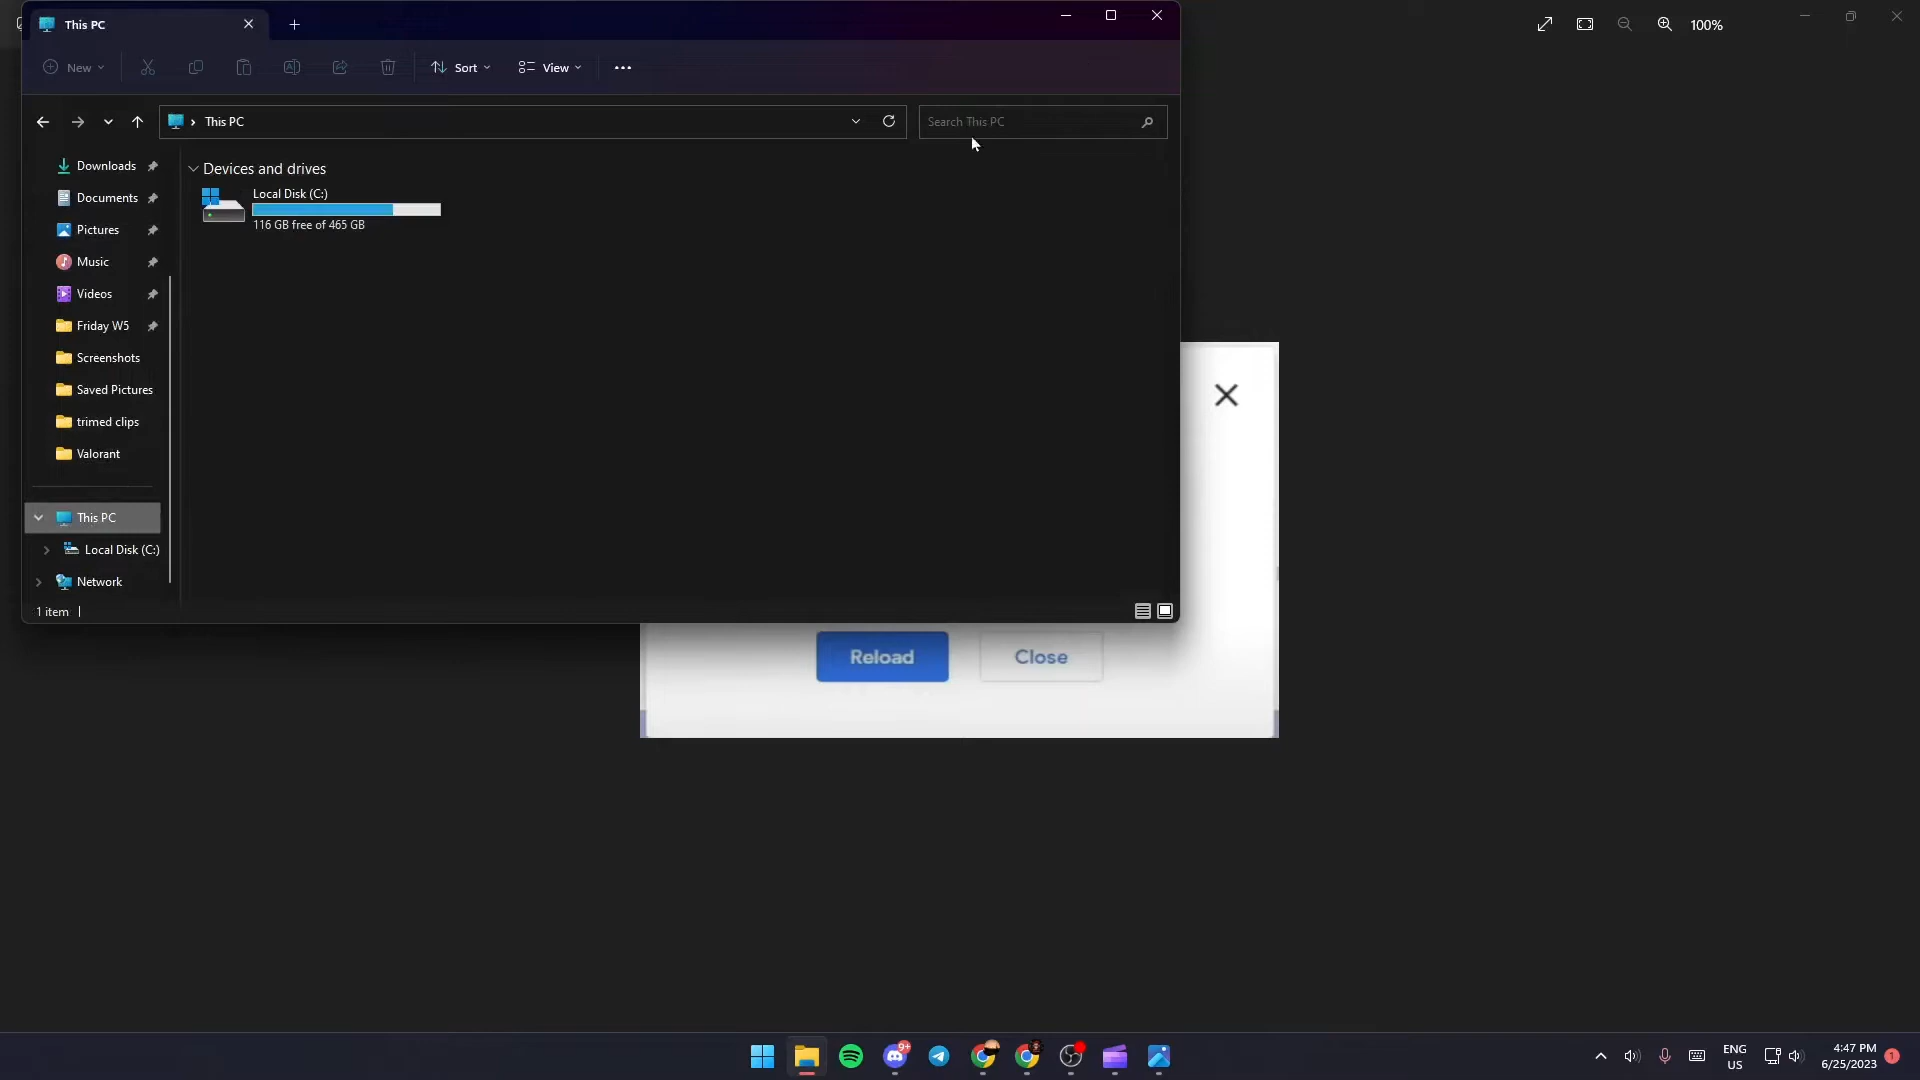 This PC
100%
New
Sort
View
This PC
Search This PC
Downloads
Documents
Pictures
Music
Videos
Friday W5
Screenshots
Saved Pictures
trimed clips
Valorant
This PC
Local Disk (C:)
Network
Devices and drives
Local Disk (C:)
116 GB free of 465 GB
1 item
Reload
Close
9+
ENG
US
4:47 PM
6/25/2023
1